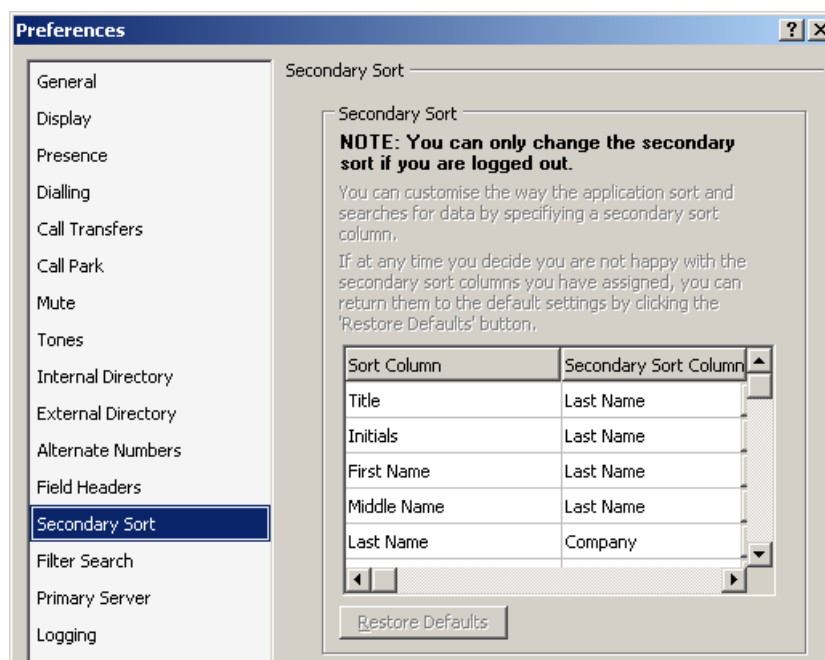 Preferences
General
Display
Presence
Dialling
Call Transfers
Call Park
Mute
Tones
Internal Directory
External Directory
Alternate Numbers
Field Headers
Secondary Sort
Filter Search
Primary Server
Logging
Secondary Sort
Secondary Sort
NOTE: You can only change the secondary
sort if you are logged out.
You can customise the way the application sort and
searches for data by specifiying a secondary sort
column.
If at any time you decide you are not happy with the
secondary sort columns you have assigned, you can
return them to the default settings by clicking the
'Restore Defaults' button.
Sort Column Secondary Sort Column
Title Last Name
Initials Last Name
First Name Last Name
Middle Name Last Name
Last Name Company
Restore Defaults